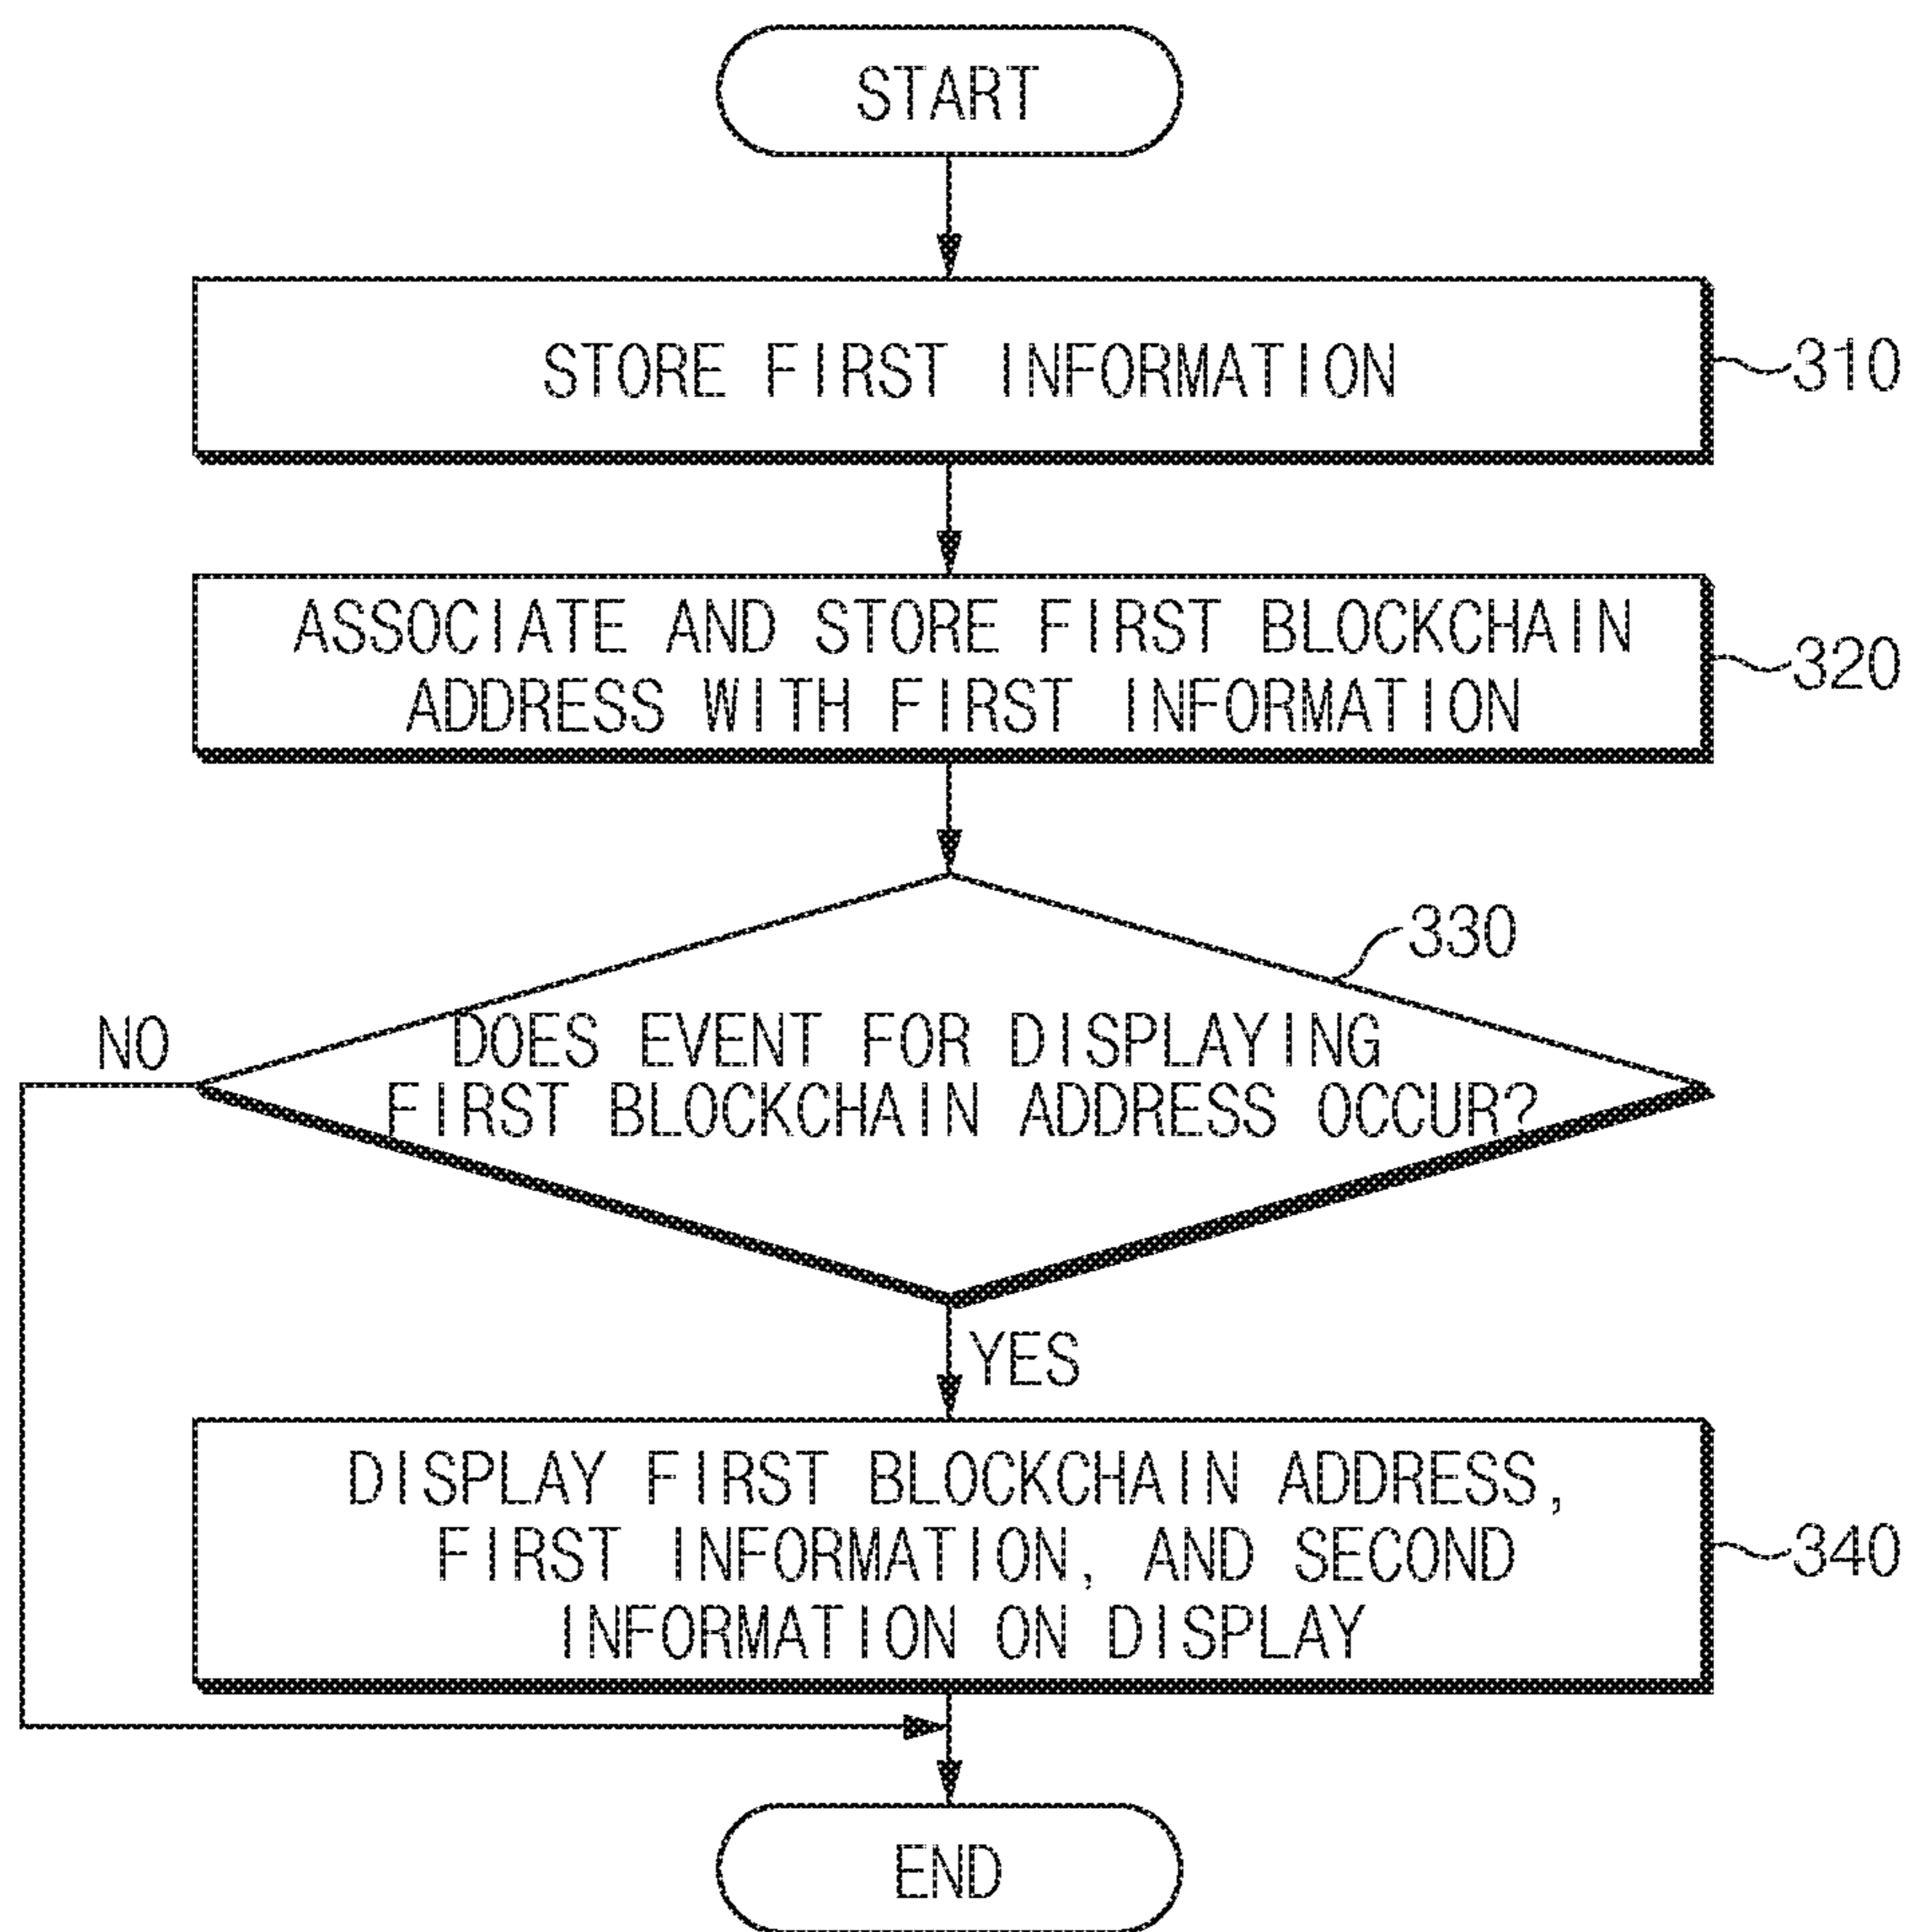 START
STORE FIRST INFORMATION
310
ASSOCIATE AND STORE FIRST BLOCKCHAIN
ADDRESS WITH FIRST INFORMATION
320
330
NO
DOES EVENT FOR DISPLAYING
FIRST BLOCKCHAIN ADDRESS OCCUR?
YES
DISPLAY FIRST BLOCKCHAIN ADDRESS,
FIRST INFORMATION, AND SECOND
INFORMATION ON DISPLAY
340
END